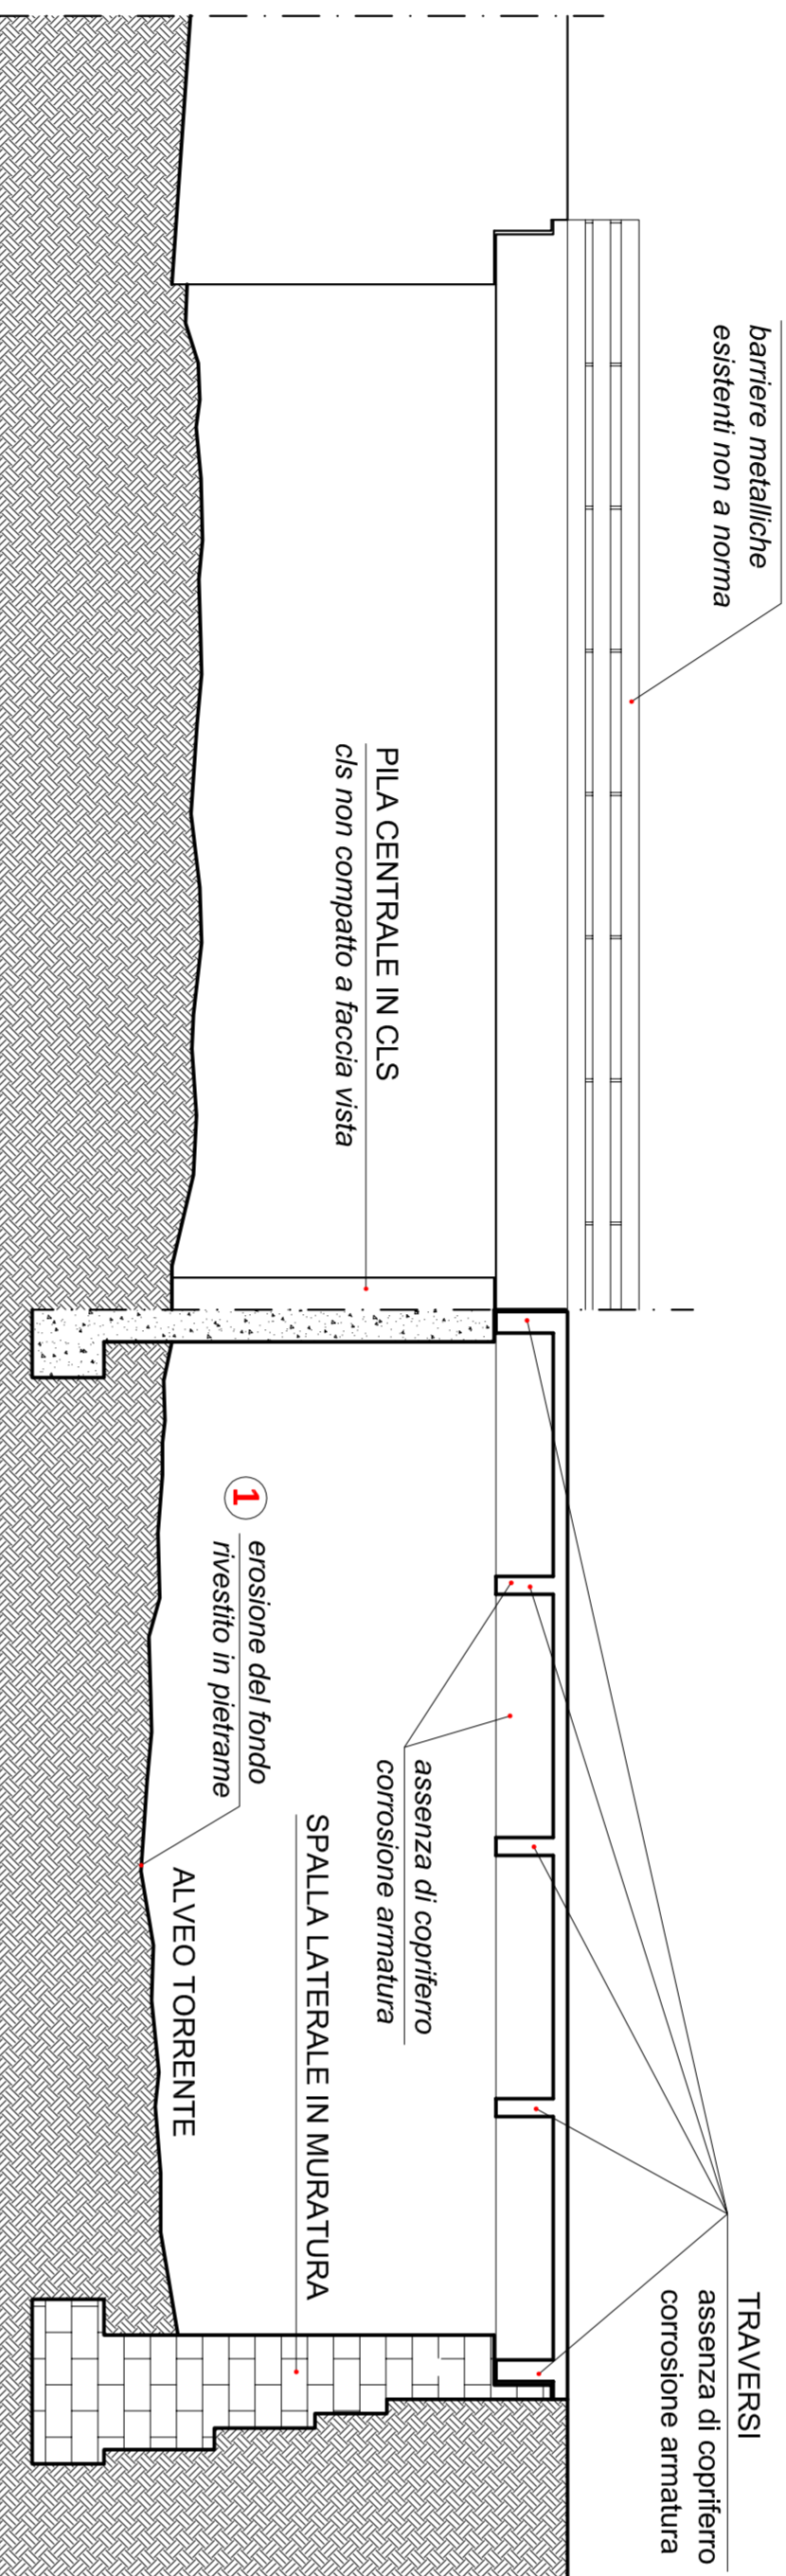 barriere metalliche
esistenti non a norma
PILA CENTRALE IN CLS
cls non compatto a faccia vista
1
erosione del fondo
rivestito in pietrame
assenza di copriferro
corrosione armatura
SPALLA LATERALE IN MURATURA
ALVEO TORRENTE
TRAVERSI
assenza di copriferro
corrosione armatura